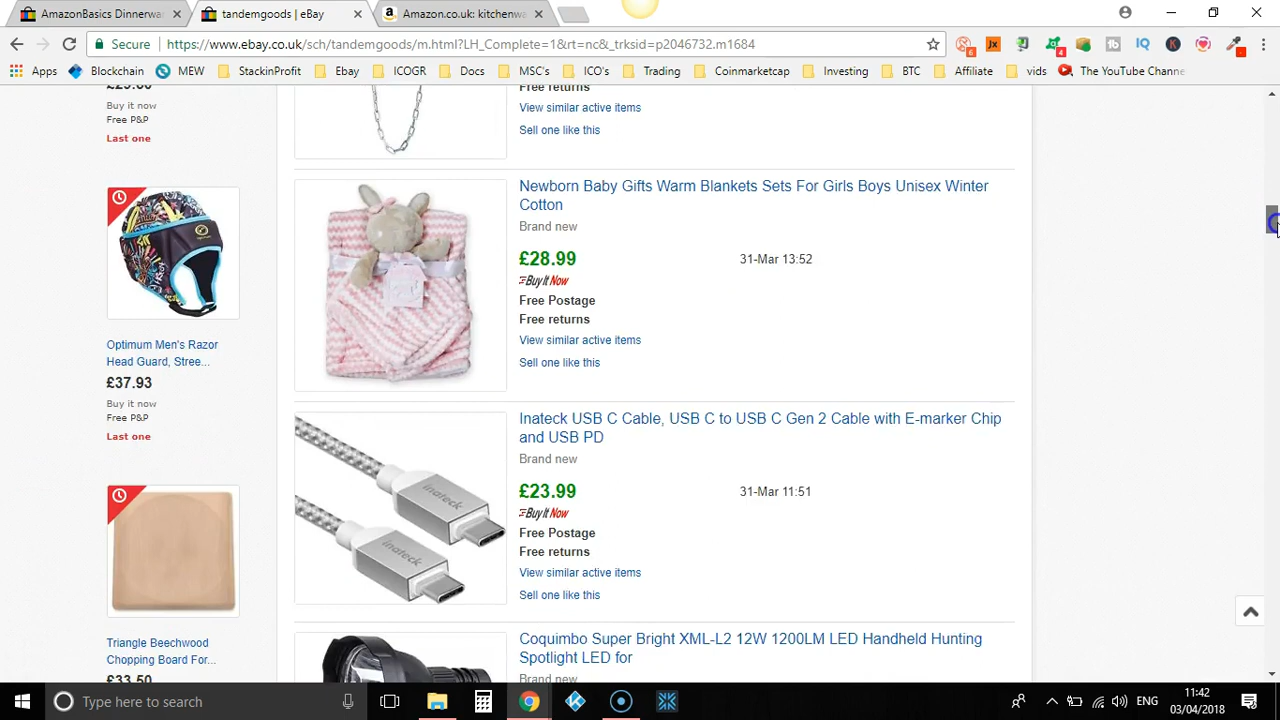 AmazonBasics Dinnerwa
tandemgoods | eBay
Amazon.co.uk: kitchenwa
Secure
https://www.ebay.co.uk/sch/tandemgoods/m.html?LH_Complete=1&rt=nc&_trksid=p2046732.m1684
Apps
Blockchain
MEW
StackinProfit
Ebay
ICOGR
Docs
MSC's
ICO's
Trading
Coinmarketcap
Investing
BTC
Affiliate
vids
The YouTube Chann
Buy it now
Free P&P
Last one
Optimum Men's Razor
Head Guard, Stree...
£37.93
Buy it now
Free P&P
Last one
Triangle Beechwood
Chopping Board For...
£33.50
Free returns
View similar active items
Sell one like this
Newborn Baby Gifts Warm Blankets Sets For Girls Boys Unisex Winter
Cotton
Brand new
£28.99
31-Mar 13:52
Buy It Now
Free Postage
Free returns
View similar active items
Sell one like this
inateck
inateck
Inateck USB C Cable, USB C to USB C Gen 2 Cable with E-marker Chip
and USB PD
Brand new
£23.99
31-Mar 11:51
Buy It Now
Free Postage
Free returns
View similar active items
Sell one like this
Coquimbo Super Bright XML-L2 12W 1200LM LED Handheld Hunting
Spotlight LED for
Brand new
Type here to search
ENG
11:42
03/04/2018